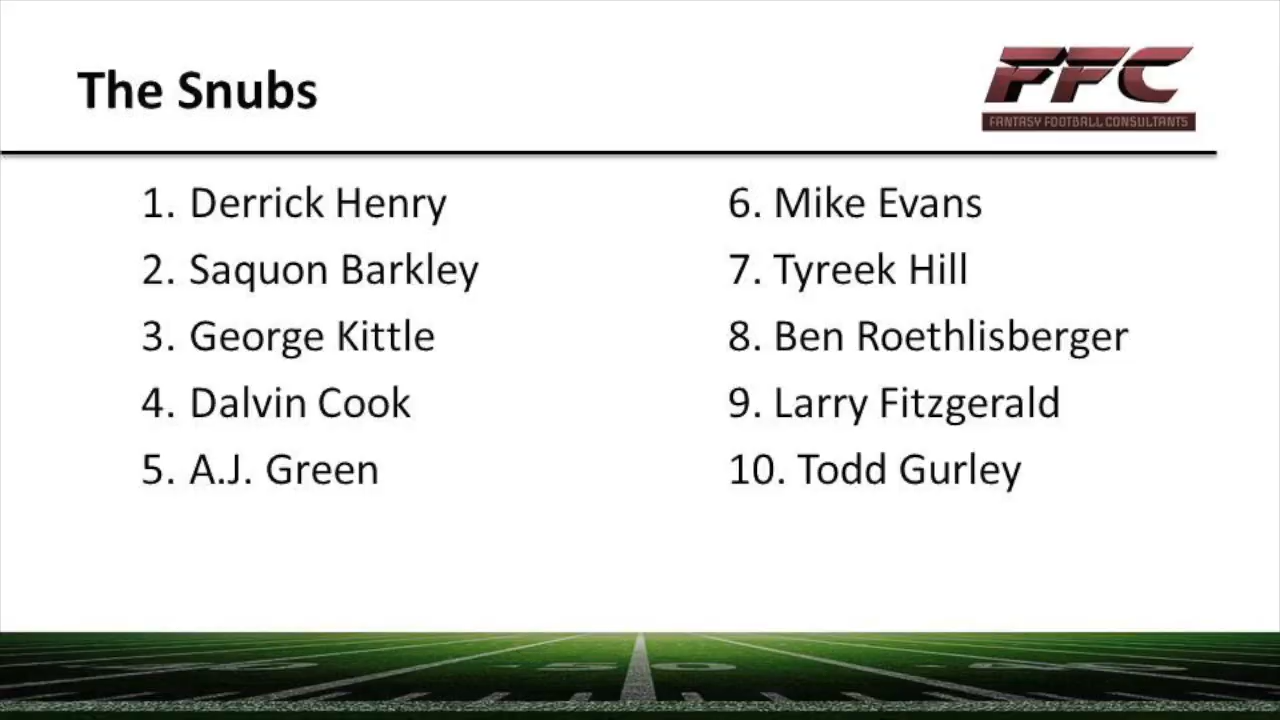 The Snubs
FFC
FANTASY FOOTBALL CONSULTANTS
1. Derrick Henry
2. Saquon Barkley
3. George Kittle
4. Dalvin Cook
5. A.J. Green
6. Mike Evans
7. Tyreek Hill
8. Ben Roethlisberger
9. Larry Fitzgerald
10. Todd Gurley
50